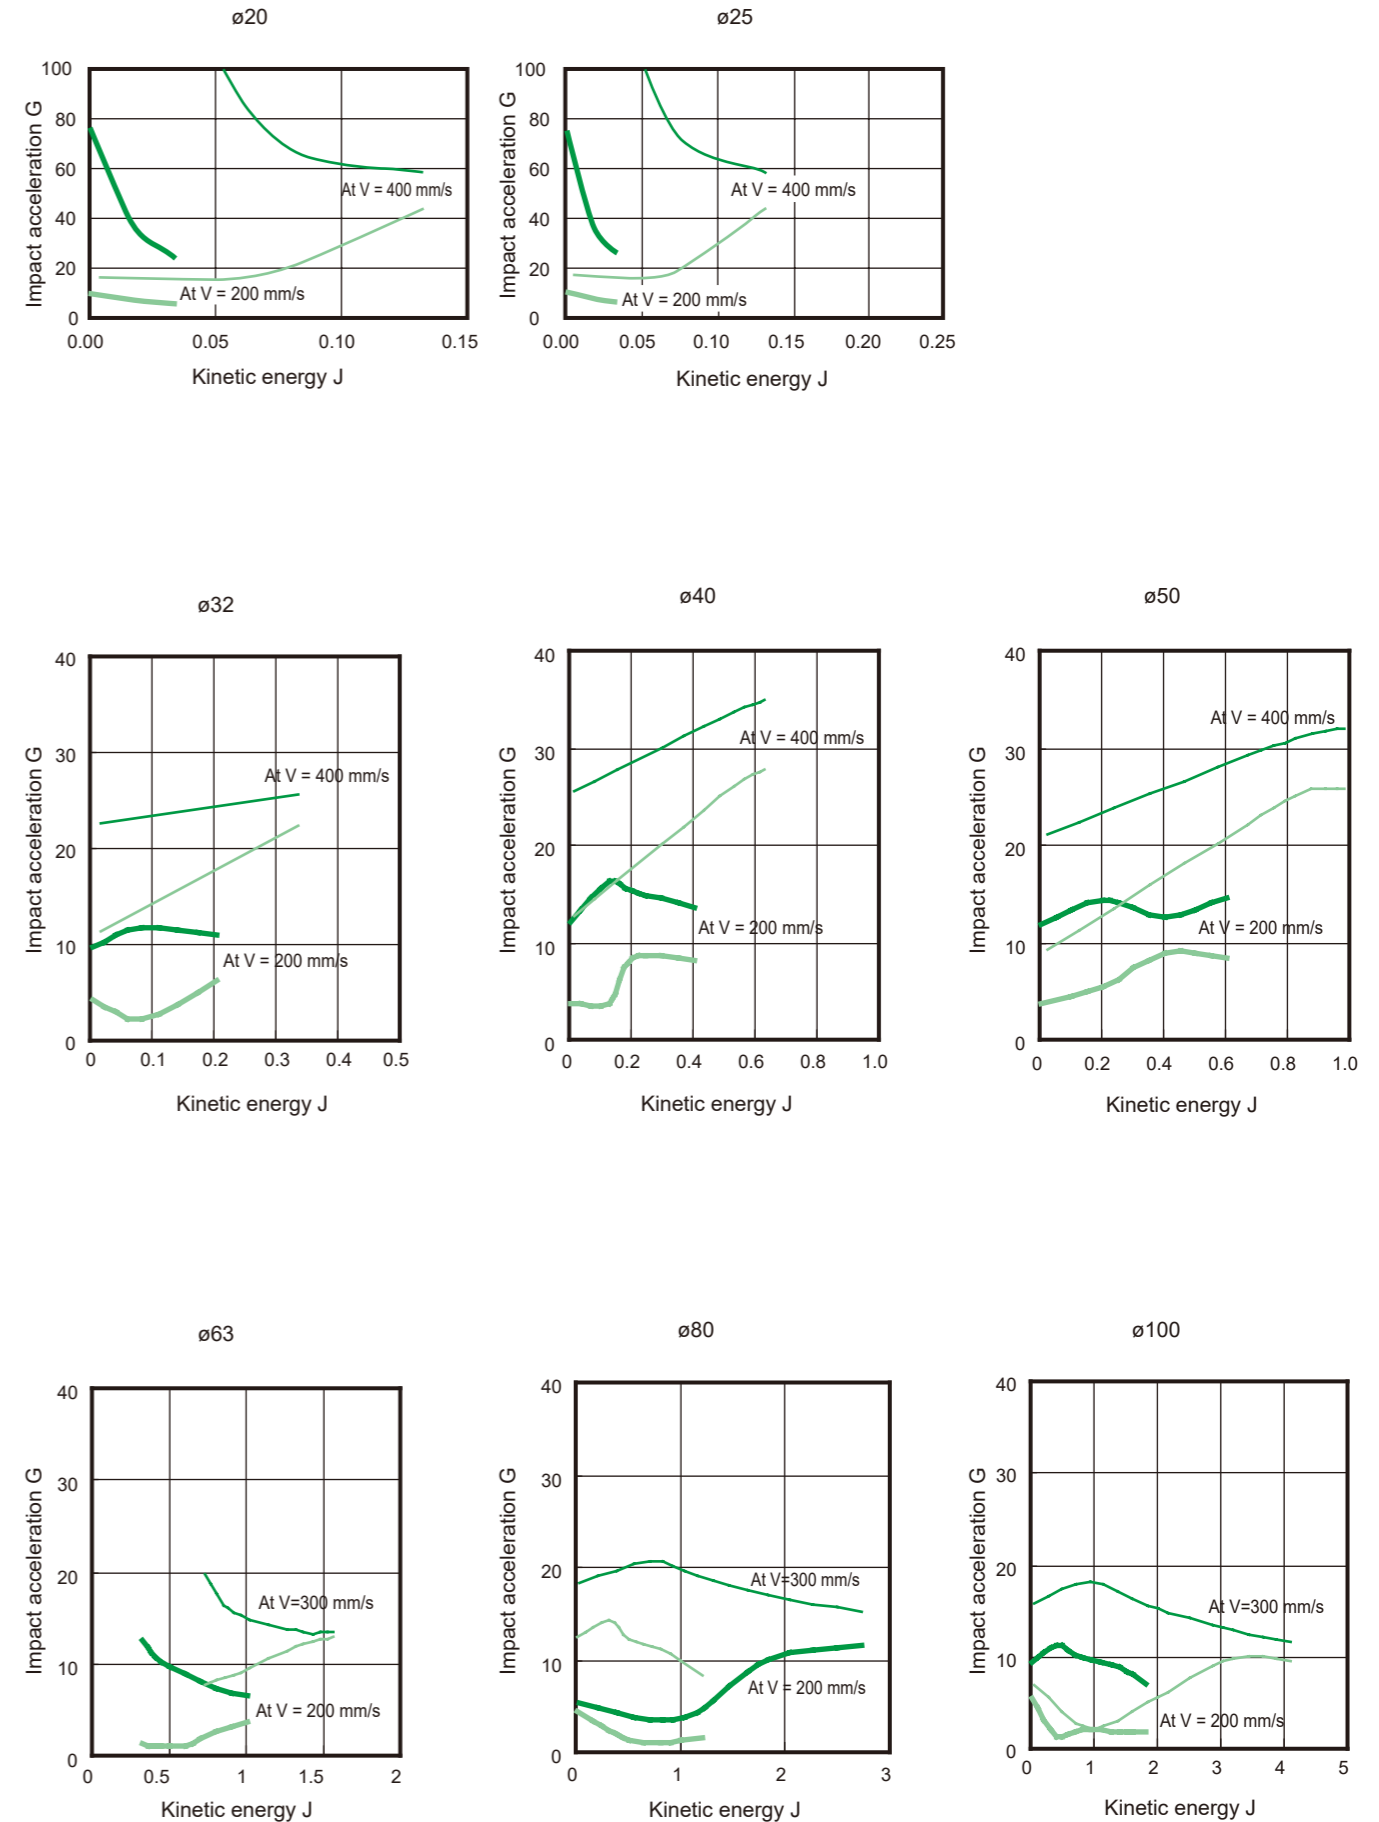 ø20
ø25
Impact acceleration G
100
80
60
40
20
0
At V = 400 mm/s
At V = 200 mm/s
0.00 0.05 0.10 0.15
Kinetic energy J
Impact acceleration G
100
80
60
40
20
0
At V = 400 mm/s
At V = 200 mm/s
0.00 0.05 0.10 0.15 0.20 0.25
Kinetic energy J
ø32
ø40
ø50
Impact acceleration G
40
30
20
10
0
At V = 400 mm/s
At V = 200 mm/s
0 0.1 0.2 0.3 0.4 0.5
Kinetic energy J
Impact acceleration G
40
30
20
10
0
At V = 400 mm/s
At V = 200 mm/s
0 0.2 0.4 0.6 0.8 1.0
Kinetic energy J
Impact acceleration G
40
30
20
10
0
At V = 400 mm/s
At V = 200 mm/s
0 0.2 0.4 0.6 0.8 1.0
Kinetic energy J
ø63
ø80
ø100
Impact acceleration G
40
30
20
10
0
At V=300 mm/s
At V = 200 mm/s
0 0.5 1 1.5 2
Kinetic energy J
Impact acceleration G
40
30
20
10
0
At V=300 mm/s
At V = 200 mm/s
0 1 2 3
Kinetic energy J
Impact acceleration G
40
30
20
10
0
At V=300 mm/s
At V = 200 mm/s
0 1 2 3 4 5
Kinetic energy J